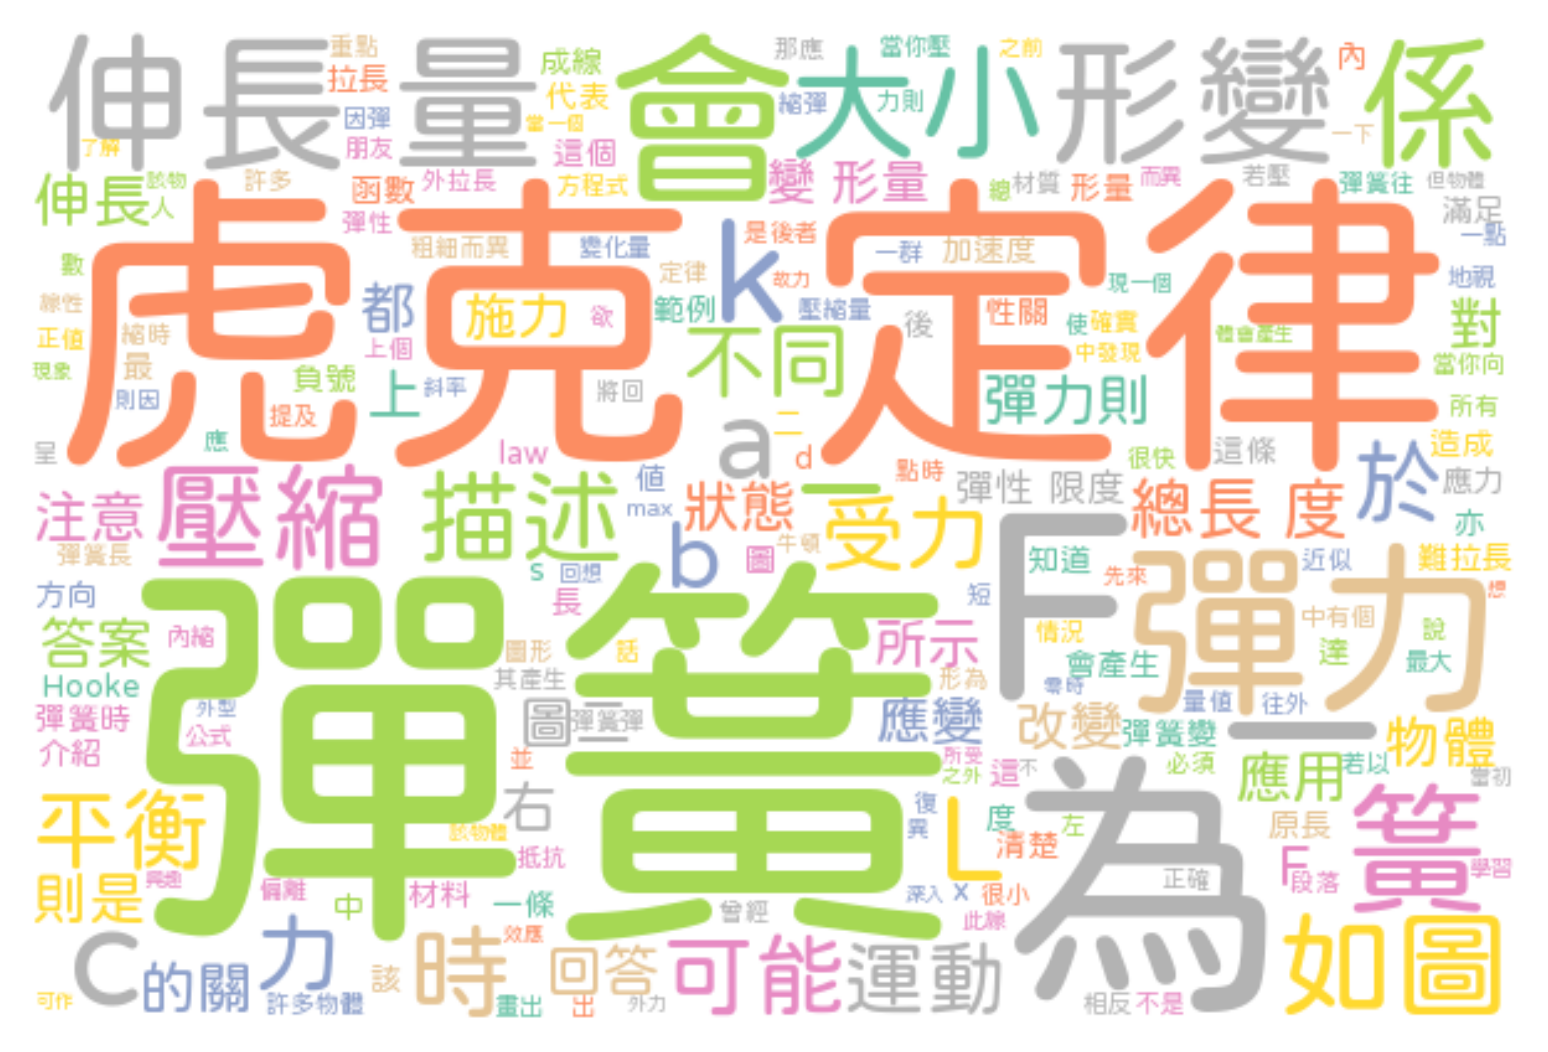 伸長量 重點 拉長 成線 代表 會 那應 當你壓 大小 之前 形變 內 係
因彈 當一個 縮彈 力則 一下
了解 朋友 這個
伸長 該物 人 許多 函數 外拉長 方程式 變 形量 總 材質 形量 而異 若壓 彈簧往 但物體
彈性 滿足
虎克定律
粗細而異 變化量 是後者 一群 加速度 一點
數 定律 k 故力 現一個 地視
線性 都 施力 欲 範例 壓縮量 性關 使 確實 對
正值 縮時 上個 不同 後 體會產生
現象 最 負號 斜率 將回 中發現 當你向
則因 提及 上 彈力則 所有
呈 應 law a 二 d 很快 這條 造成
注意 壓縮 描述 值 max 狀態 一 點時 彈性 限度 總長 度 於 應力
彈簧長 s 回想 b 圖 牛頓 受力 F 亦
知道 先來 彈力 近似 難拉長
方向 彈簧 長 短 想
答案 內縮 圖形 話 所示 情況 中有個 說
Hooke 其產生 形為 會產生 零時 達 最大
彈簧時 外型 圖二 彈簧彈 應變 改變 彈簧變 一 量值 往外 物體
介紹 公式 並 所受 之外 這 不 必須 應用 若以 當初
平衡 該物體 右 復 L 度 左 為 原長 簧
抵抗 異 清楚
則是 興趣 偏離 中 材料 一條 深入 x 很小 正確 F 段落 學習
效應 曾經 此線
可作 C 的關 力 許多物體 該 時 畫出 回答 出 外力 可能 運動 相反 不是 如圖